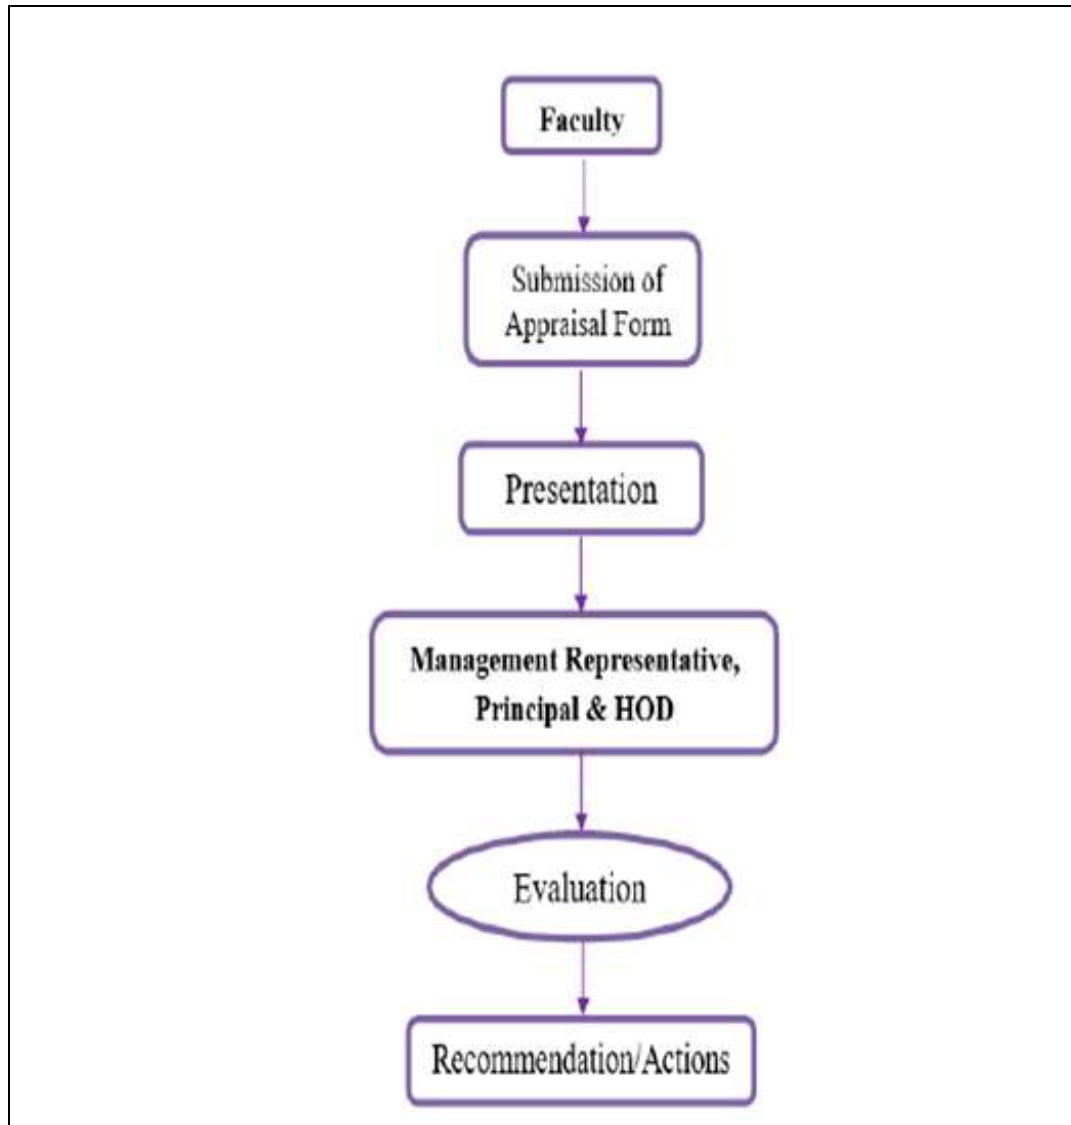 Faculty
Submission of
Appraisal Form
Presentation
Management Representative,
Principal & HOD
Evaluation
Recommendation/Actions